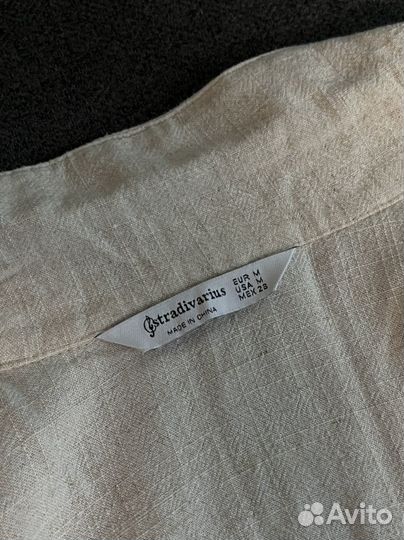 stradivarius
MADE IN CHINA
EUR M
USA M
MEX 28
Avito